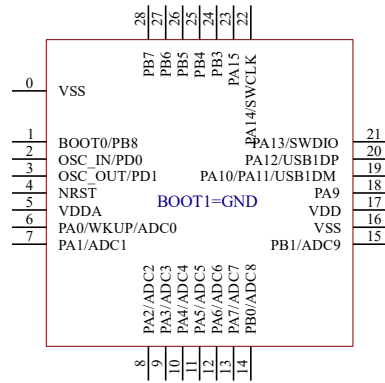 28 27 26 25 24 23 22
PB7 PB6 PB5 PB4 PB3 PA15 PA14/SWCLK
0 VSS
1 BOOT0/PB8 PA13/SWDIO 21
2 OSC_IN/PD0 PA12/USB1DP 20
3 OSC_OUT/PD1 PA10/PA11/USB1DM 19
4 NRST PA9 18
5 VDDA BOOT1=GND VDD 17
6 PA0/WKUP/ADC0 VSS 16
7 PA1/ADC1 PB1/ADC9 15
PA2/ADC2 PA3/ADC3 PA4/ADC4 PA5/ADC5 PA6/ADC6 PA7/ADC7 PB0/ADC8
8 9 10 11 12 13 14